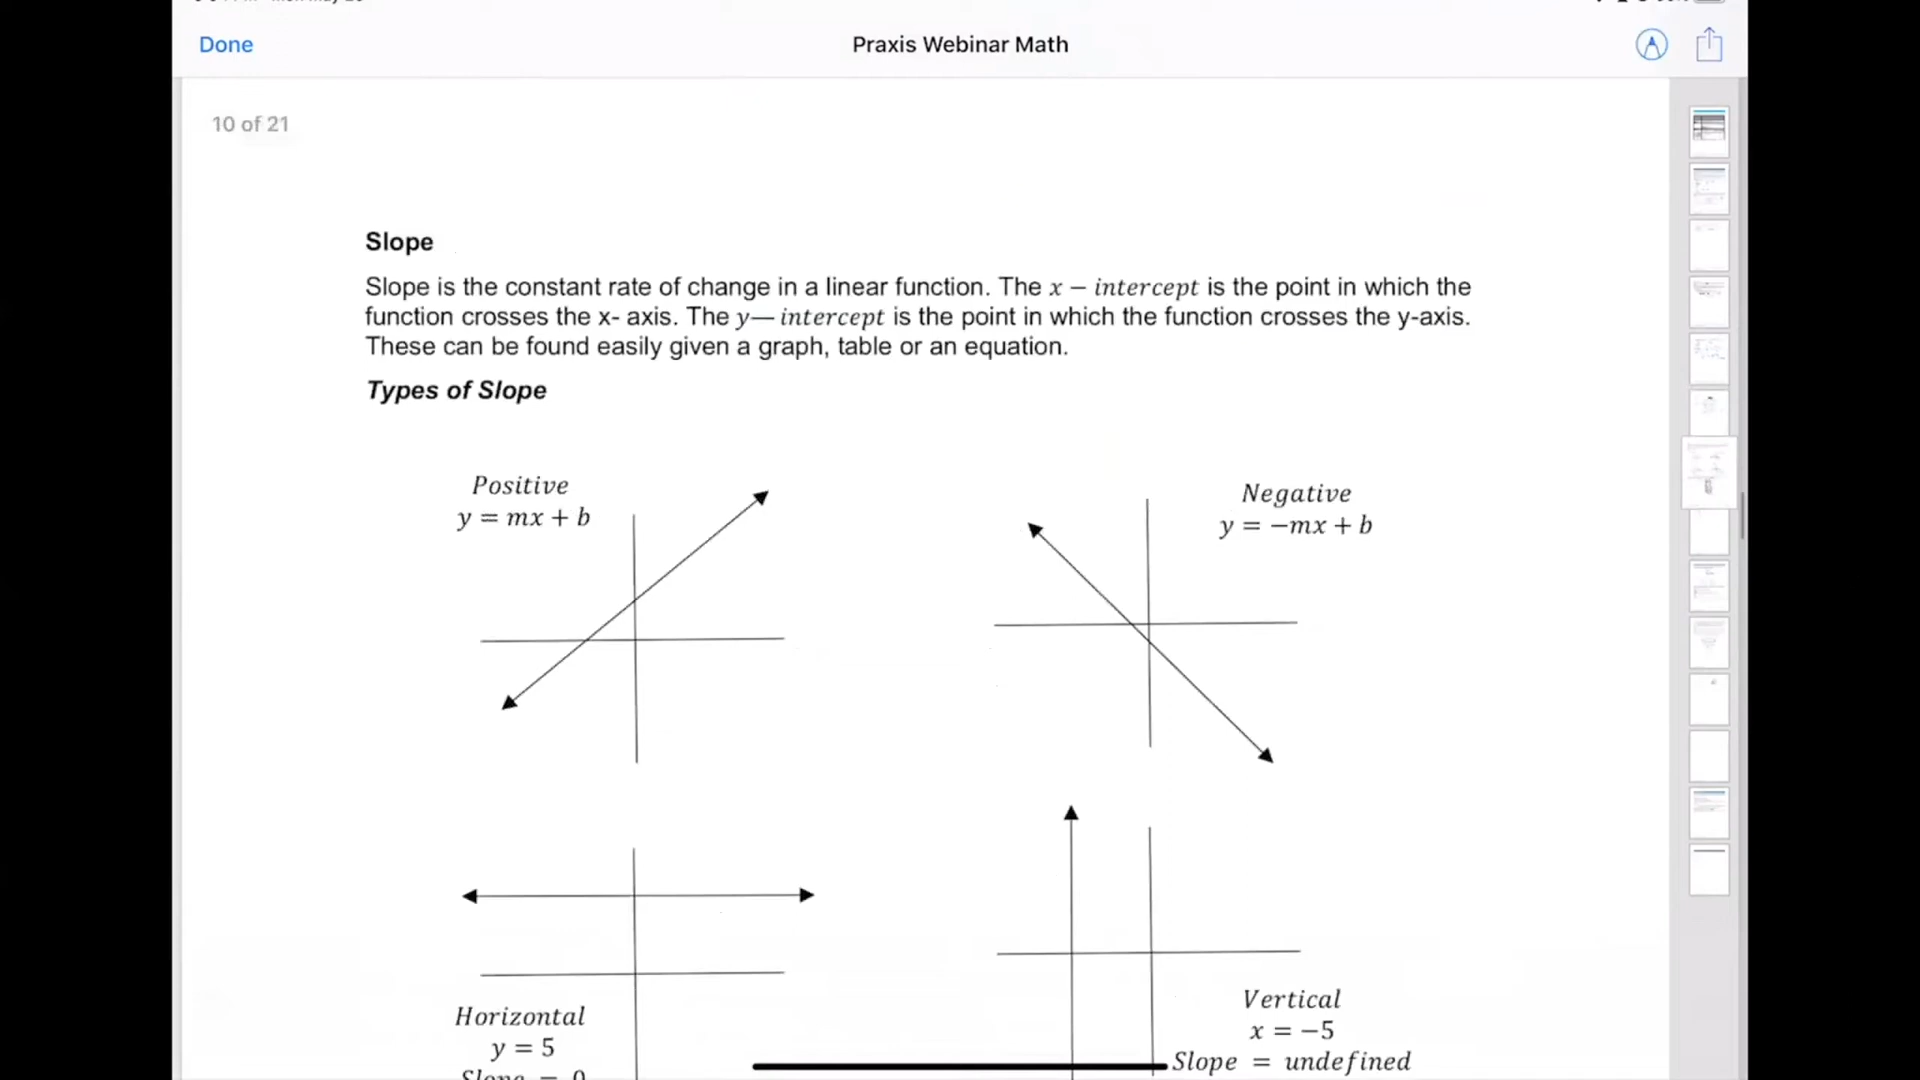 Done
Praxis Webinar Math
10 of 21
Slope
Slope is the constant rate of change in a linear function. The x − intercept is the point in which the
function crosses the x- axis. The y— intercept is the point in which the function crosses the y-axis.
These can be found easily given a graph, table or an equation.
Types of Slope
Positive
y = mx + b
Negative
y = −mx + b
Horizontal
y = 5
Slope = 0
Vertical
x = −5
Slope = undefined